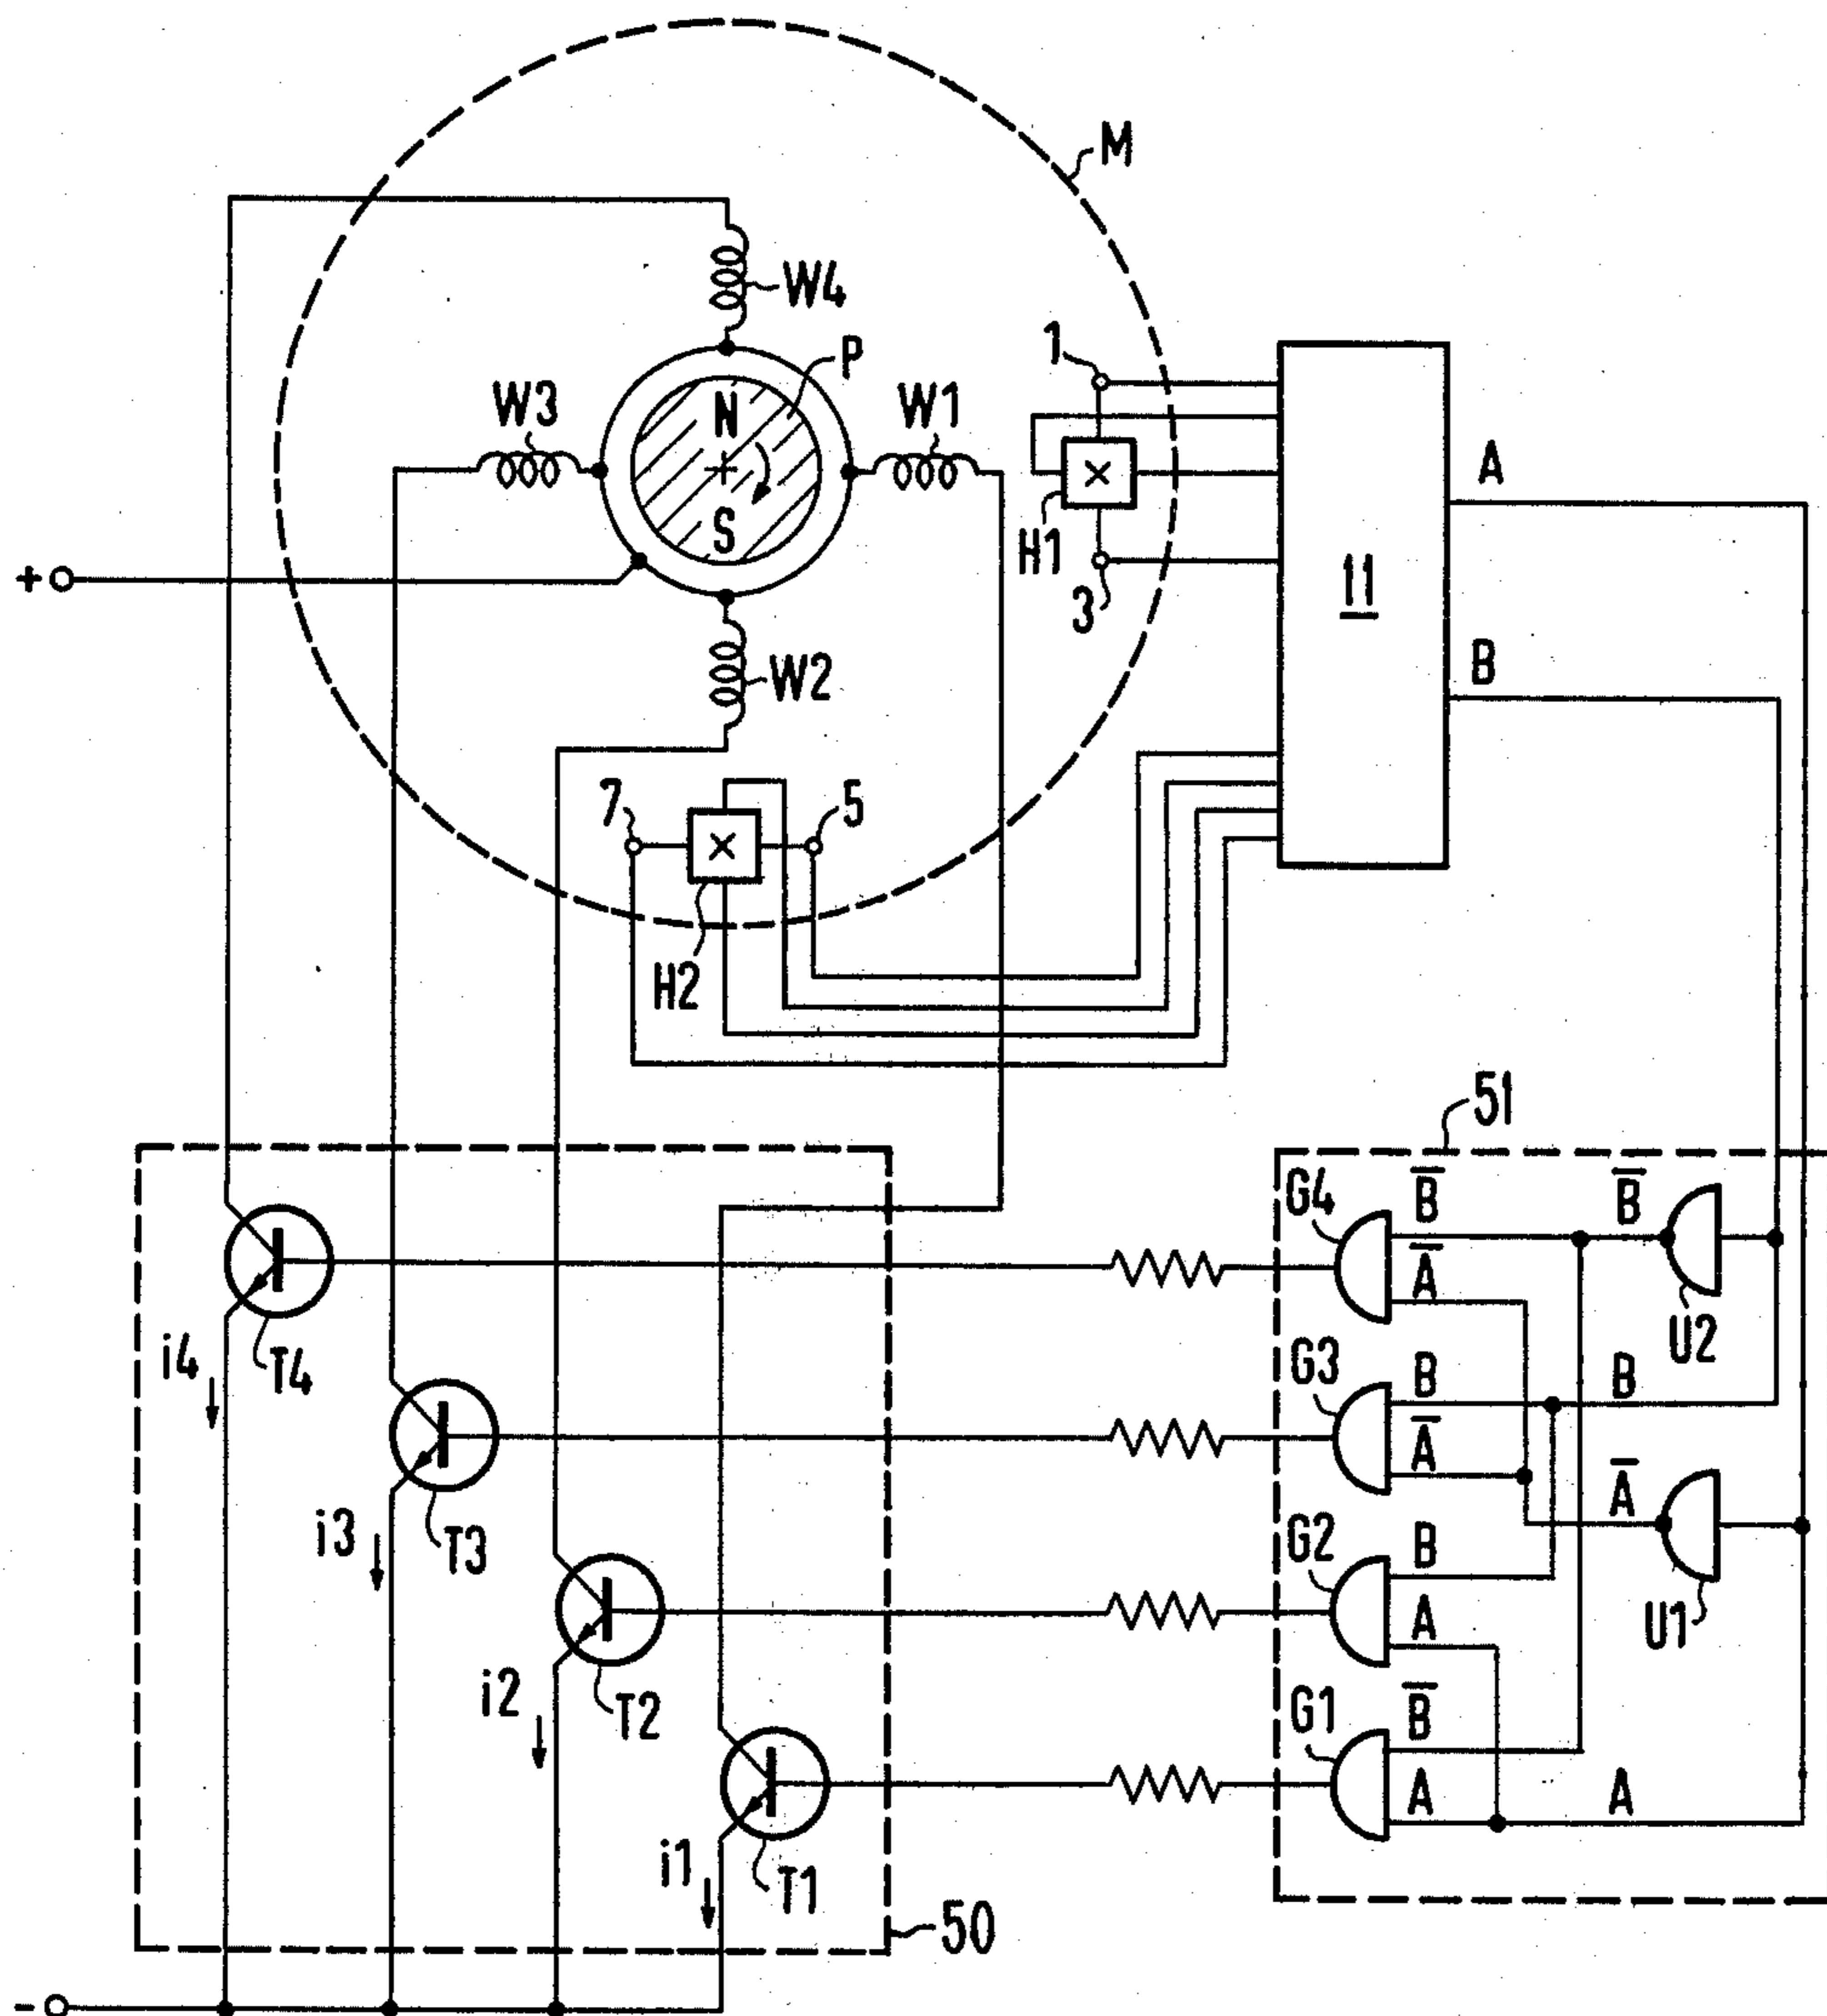 M
W4
P
1
W3
N
W1
A
+
S
H1
3
11
+
B
W2
7
5
H2
51
G4
B̅
B̅
A̅
i4
T4
U2
G3
B
B
A̅
A̅
i3
T3
G2
B
A
U1
i2
T2
G1
B̅
A
A
i1
T1
50
-